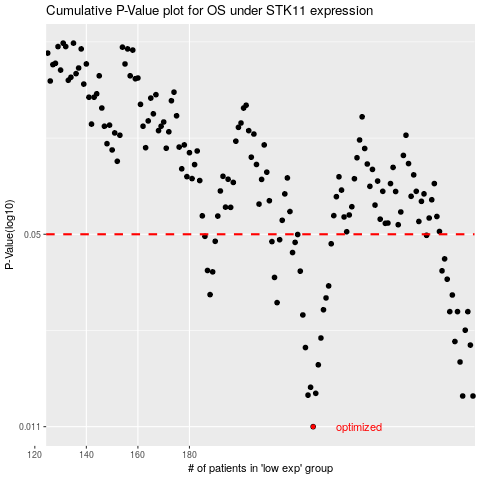 Cumulative P-Value plot for OS under STK11 expression
P-Value(log10)
0.05
0.011
optimized
120 140 160 180
# of patients in 'low exp' group